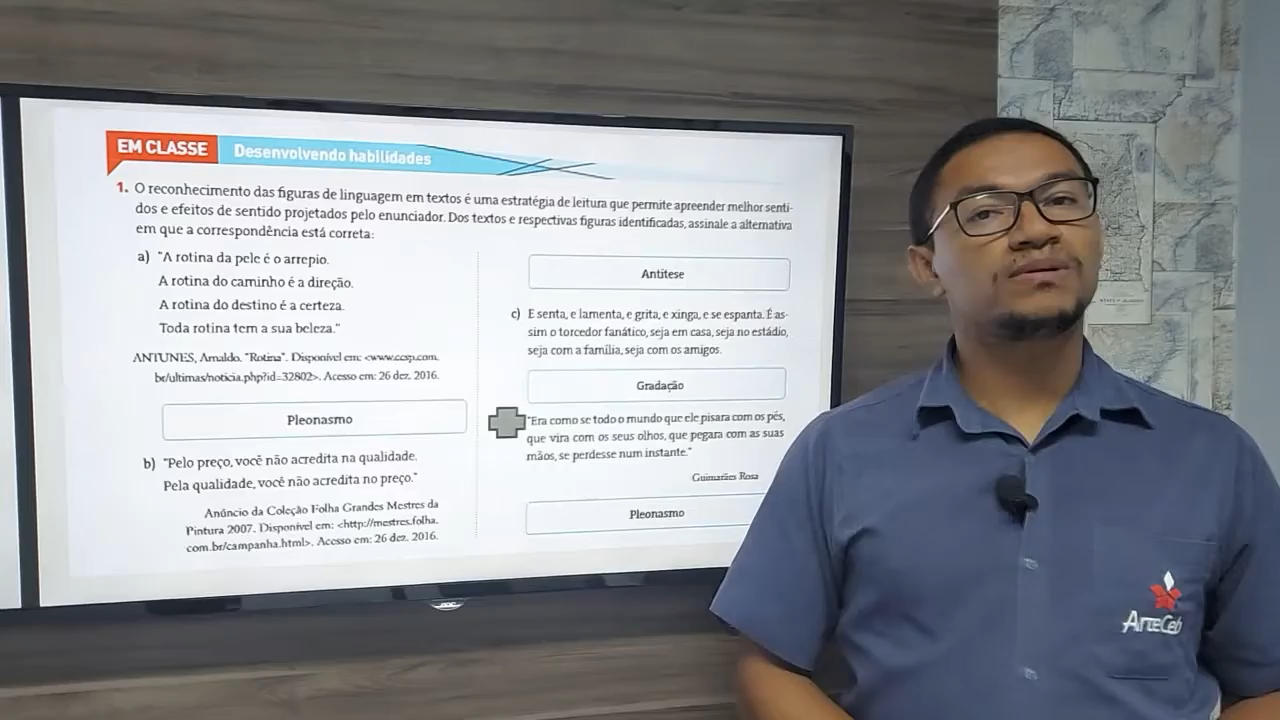 EM CLASSE Desenvolvendo habilidades
1. O reconhecimento das figuras de linguagem em textos é uma estratégia de leitura que permite apreender melhor senti-
dos e efeitos de sentido projetados pelo enunciador. Dos textos e respectivas figuras identificadas, assinale a alternativa
em que a correspondência está correta:
a) "A rotina da pele é o arrepio.
A rotina do caminho é a direção.
A rotina do destino é a certeza.
Toda rotina tem a sua beleza."
ANTUNES, Arnaldo. "Rotina". Disponível em: <www.ccsp.com.
br/ultimas/noticia.php?id=32802>. Acesso em: 26 dez. 2016.
Pleonasmo
b) "Pelo preço, você não acredita na qualidade.
Pela qualidade, você não acredita no preço."
Anúncio da Coleção Folha Grandes Mestres da
Pintura 2007. Disponível em: <http://mestres.folha.
com.br/campanha.html>. Acesso em: 26 dez. 2016.
Antítese
c) E senta, e lamenta, e grita, e xinga, e se espanta. É as-
sim o torcedor fanático, seja em casa, seja no estádio,
seja com a família, seja com os amigos.
Gradação
"Era como se todo o mundo que ele pisara com os pés,
que vira com os seus olhos, que pegara com as suas
mãos, se perdesse num instante."
Guimarães Rosa
Pleonasmo
AOC
ArteCeb